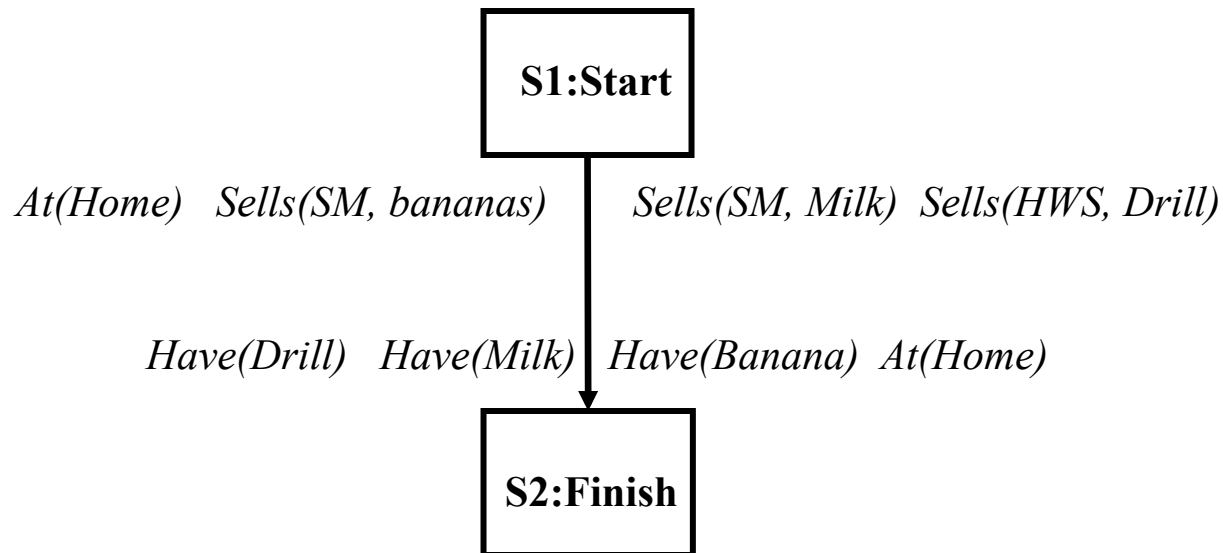 S1:Start
At(Home) Sells(SM, bananas) Sells(SM, Milk) Sells(HWS, Drill)
Have(Drill) Have(Milk) Have(Banana) At(Home)
S2:Finish